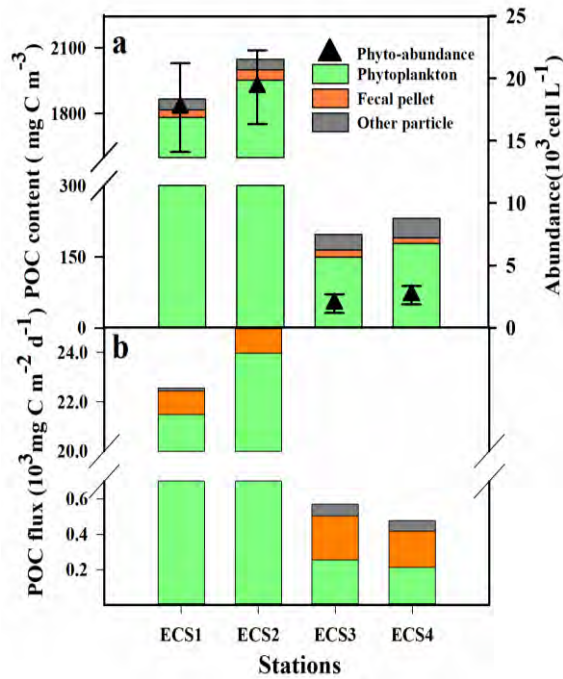 a
Phyto-abundance
Phytoplankton
Fecal pellet
Other particle
POC content ( mg C m-3)
2100
1800
300
150
0
Abundance(10³cell L-1)
25
20
15
10
5
0
b
POC flux (10³mg C m-2 d-1)
24.0
22.0
20.0
0.6
0.4
0.2
ECS1 ECS2 ECS3 ECS4
Stations